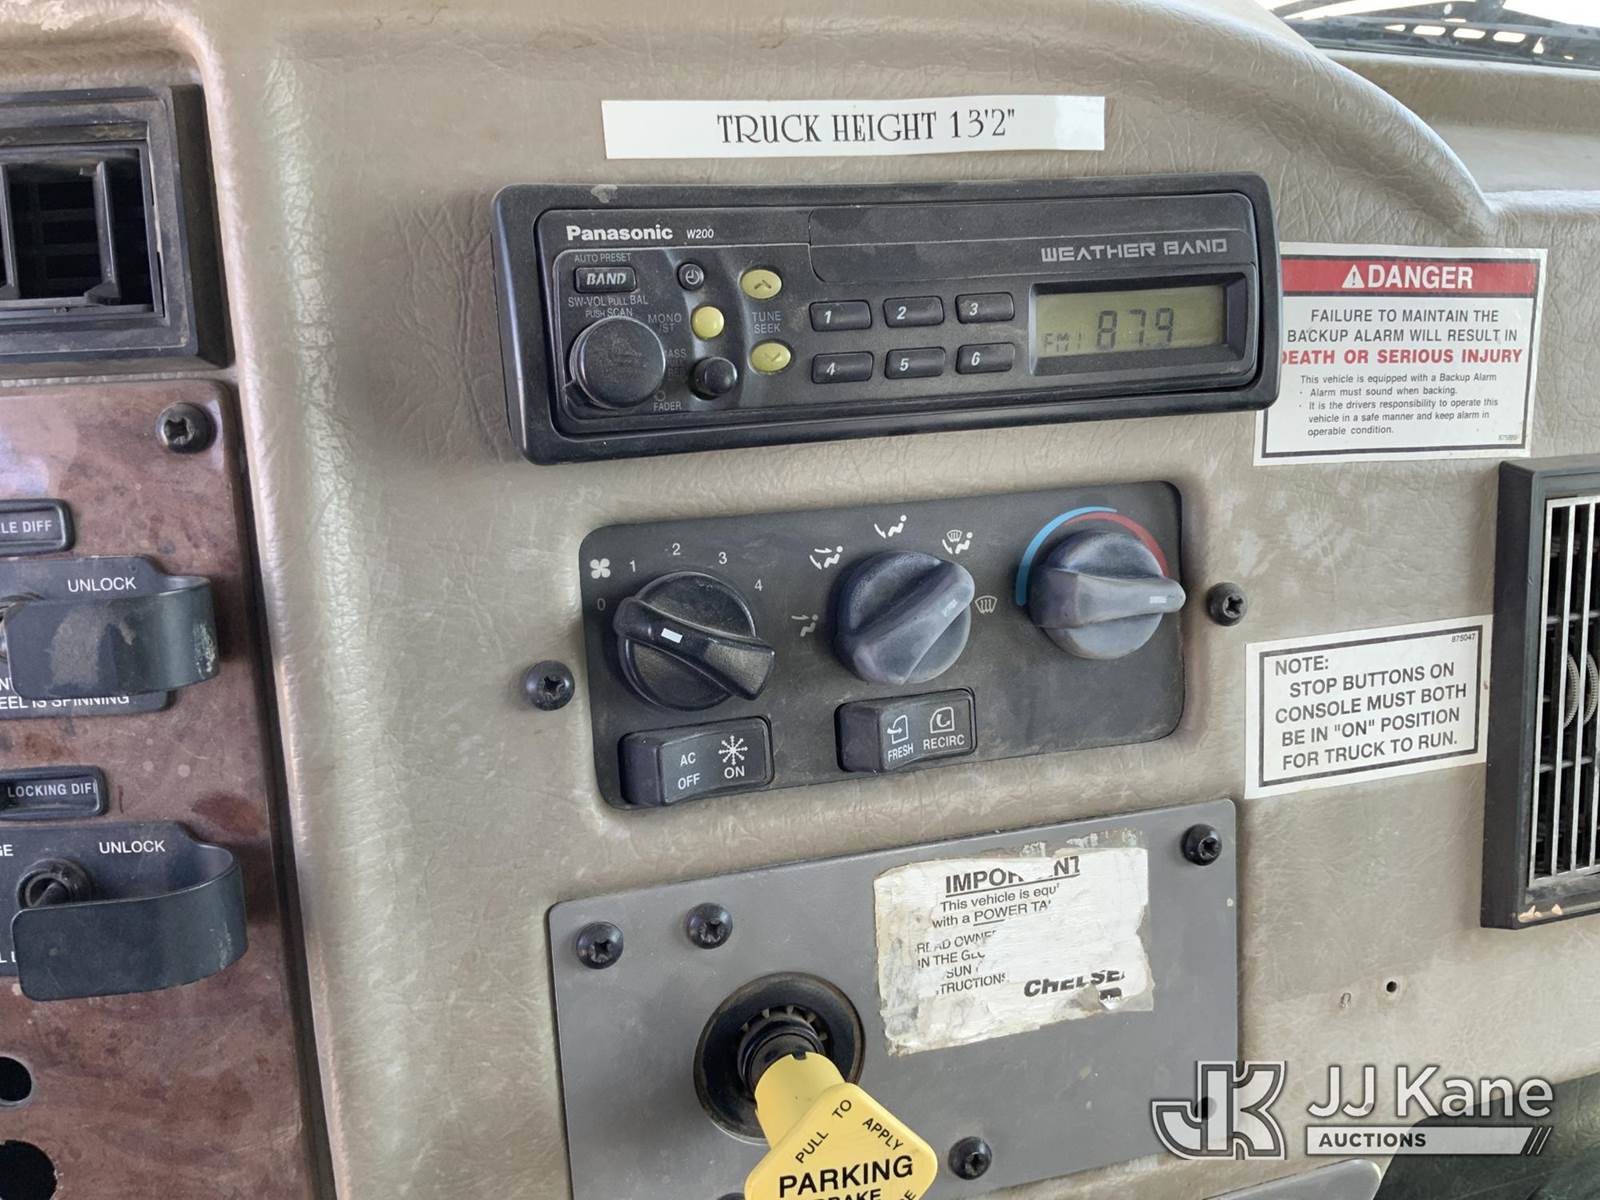 TRUCK HEIGHT 13'2"
Panasonic W200
WEATHER BAND
AUTO PRESET
BAND
SW-VOL PULL BAL
PUSH SCAN
MONO
/ST
TUNE
SEEK
FADER
1 2 3
4 5 6
FM1 87.9
DANGER
FAILURE TO MAINTAIN THE
BACKUP ALARM WILL RESULT IN
DEATH OR SERIOUS INJURY
This vehicle is equipped with a Backup Alarm
· Alarm must sound when backing.
· It is the drivers responsibility to operate this
vehicle in a safe manner and keep alarm in
operable condition.
DIFF
UNLOCK
IS SPINNING
LOCKING
UNLOCK
0 1 2 3 4
AC
OFF ON
FRESH RECIRC
875047
NOTE:
STOP BUTTONS ON
CONSOLE MUST BOTH
BE IN "ON" POSITION
FOR TRUCK TO RUN.
This vehicle is
with a POWER
IN THE
SUN
PULL TO APPLY
PARKING
JJ Kane
AUCTIONS